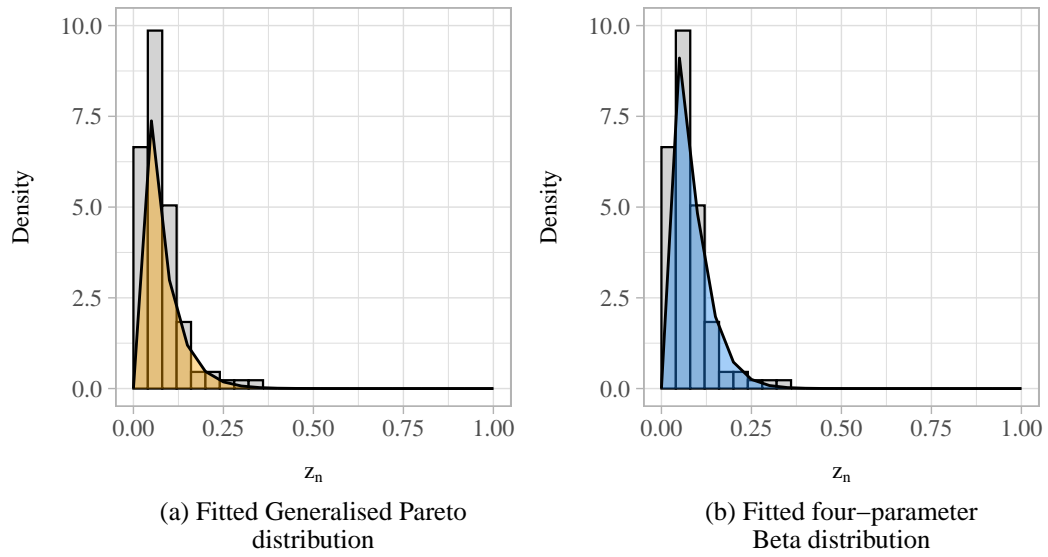 10.0
7.5
5.0
2.5
0.0
Density
0.00 0.25 0.50 0.75 1.00
zn
(a) Fitted Generalised Pareto
distribution
10.0
7.5
5.0
2.5
0.0
Density
0.00 0.25 0.50 0.75 1.00
zn
(b) Fitted four−parameter
Beta distribution